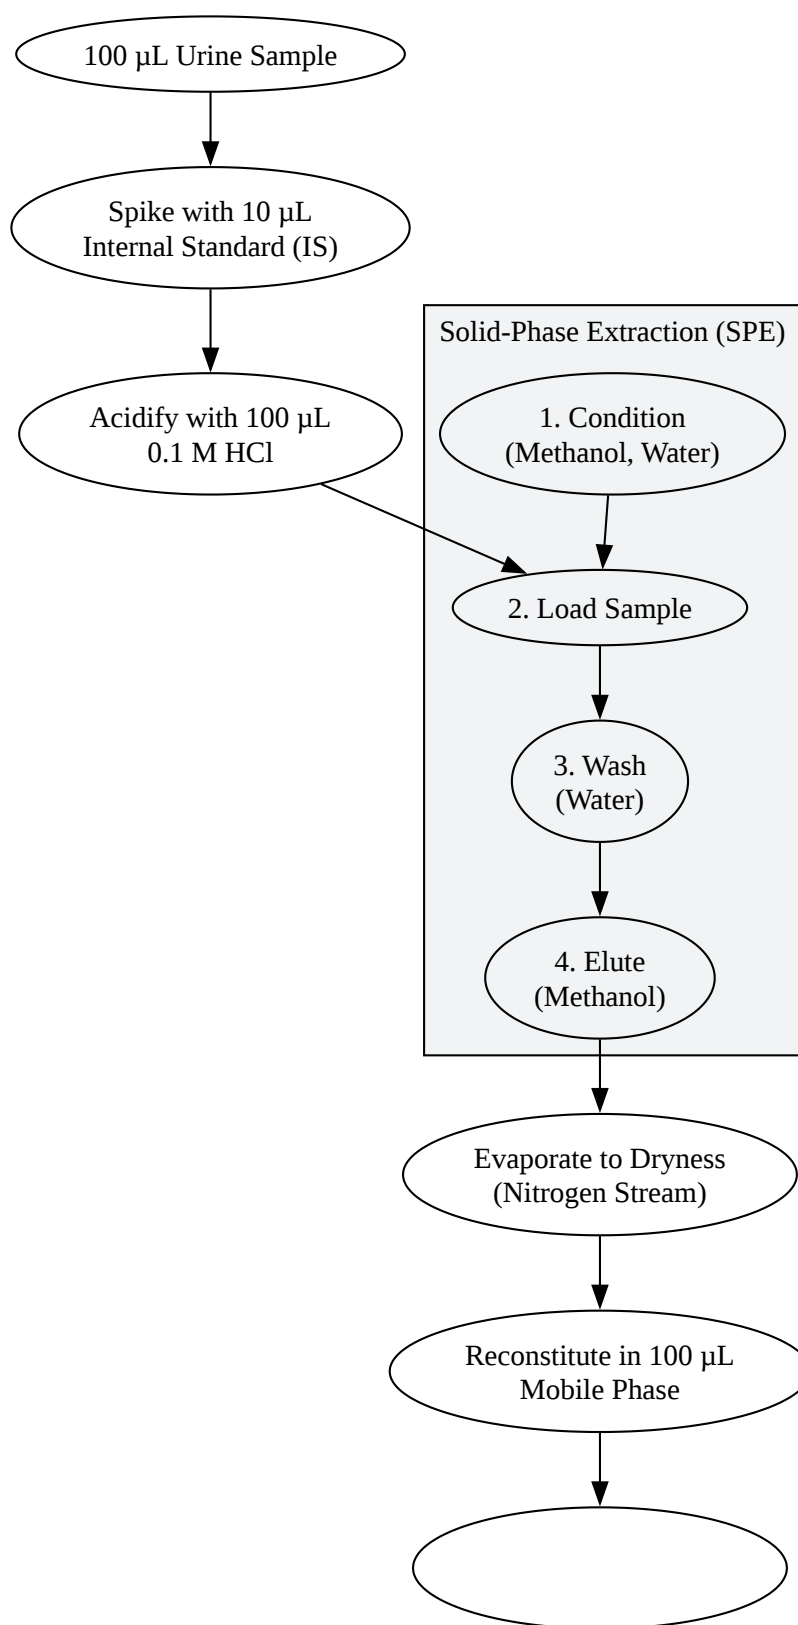 100 µL Urine Sample
Spike with 10 µL
Internal Standard (IS)
Acidify with 100 µL
0.1 M HCl
Solid-Phase Extraction (SPE)
1. Condition
(Methanol, Water)
2. Load Sample
3. Wash
(Water)
4. Elute
(Methanol)
Evaporate to Dryness
(Nitrogen Stream)
Reconstitute in 100 µL
Mobile Phase